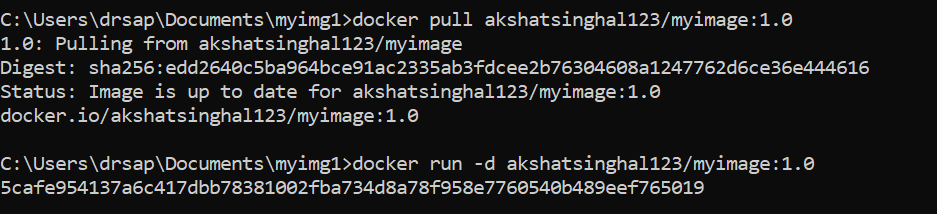 C:\Users\drsap\Documents\myimg1>docker pull akshatsinghal123/myimage:1.0
1.0: Pulling from akshatsinghal123/myimage
Digest: sha256:edd2640c5ba964bce91ac2335ab3fdcee2b76304608a1247762d6ce36e444616
Status: Image is up to date for akshatsinghal123/myimage:1.0
docker.io/akshatsinghal123/myimage:1.0
C:\Users\drsap\Documents\myimg1>docker run -d akshatsinghal123/myimage:1.0
5cafe954137a6c417dbb78381002fba734d8a78f958e7760540b489eef765019